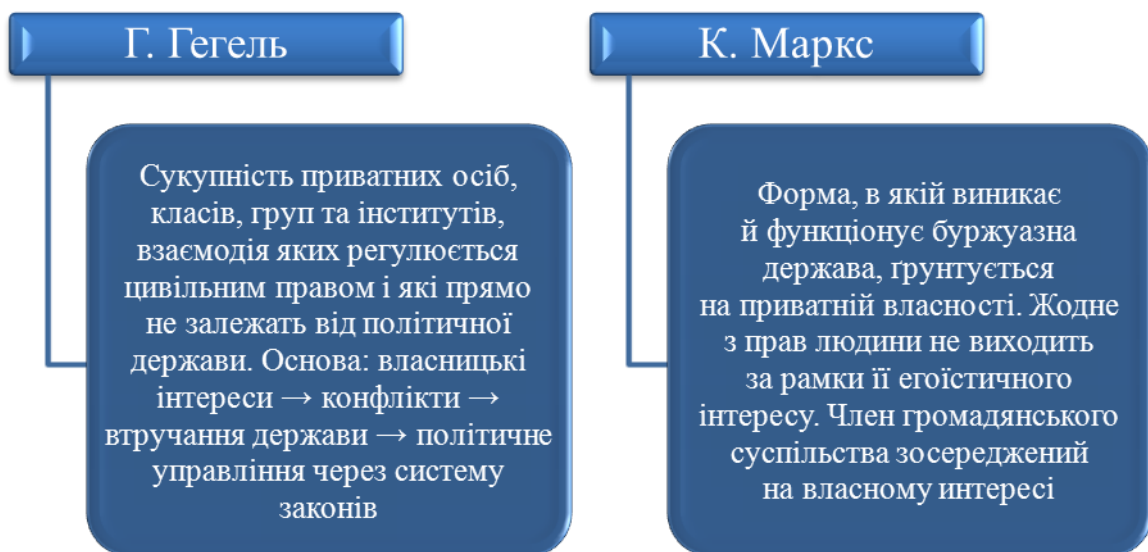 Г. Гегель
Сукупність приватних осіб,
класів, груп та інститутів,
взаємодія яких регулюється
цивільним правом і які прямо
не залежать від політичної
держави. Основа: власницькі
інтереси → конфлікти →
втручання держави → політичне
управління через систему
законів
К. Маркс
Форма, в якій виникає
й функціонує буржуазна
держава, ґрунтується
на приватній власності. Жодне
з прав людини не виходить
за рамки її егоїстичного
інтересу. Член громадянського
суспільства зосереджений
на власному интересі